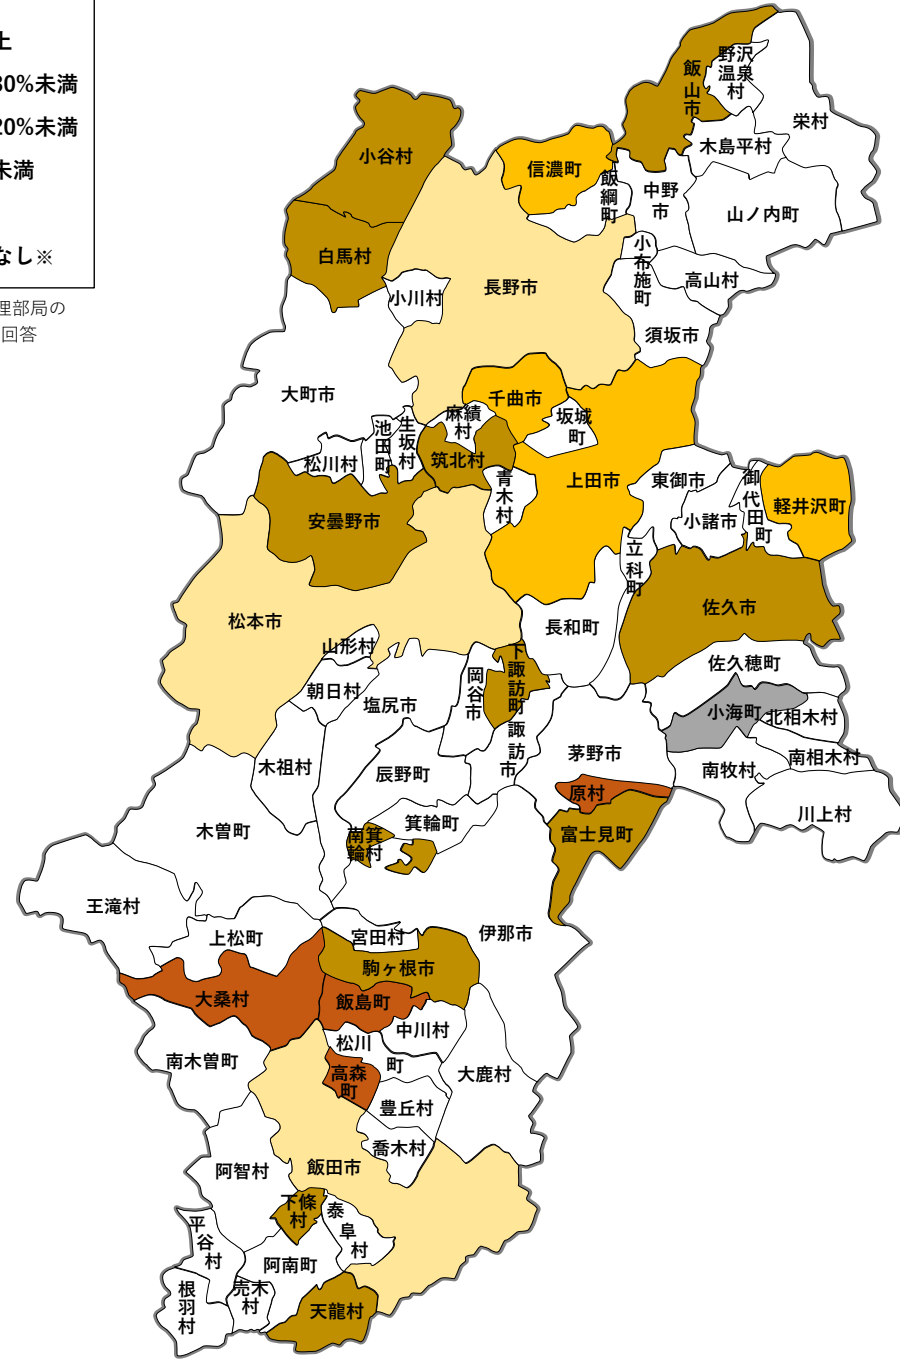 上
30%未満
20%未満
未満
なし※
理部局の
回答
飯山市
野沢
温泉
村
栄村
木島平村
小谷村
信濃町
飯綱町
中野
市
山ノ内町
白馬村
小川村
長野市
小布施町
高山村
須坂市
大町市
千曲市
麻績
村
坂城
町
池田町
生坂村
松川村
筑北村
青木村
上田市
東御市
御代田町
軽井沢町
小諸市
安曇野市
立科町
佐久市
松本市
長和町
山形村
下諏訪町
岡谷市
佐久穂町
朝日村
塩尻市
小海町
北相木村
諏訪市
茅野市
南相木村
木祖村
辰野町
南牧村
原村
川上村
木曽町
箕輪町
南箕
輪村
富士見町
王滝村
上松町
宮田村
伊那市
駒ヶ根市
大桑村
飯島町
中川村
松川
町
南木曽町
高森
町
大鹿村
豊丘村
喬木村
阿智村
飯田市
下條
村
泰阜村
平谷村
阿南町
根羽村
売木
村
天龍村